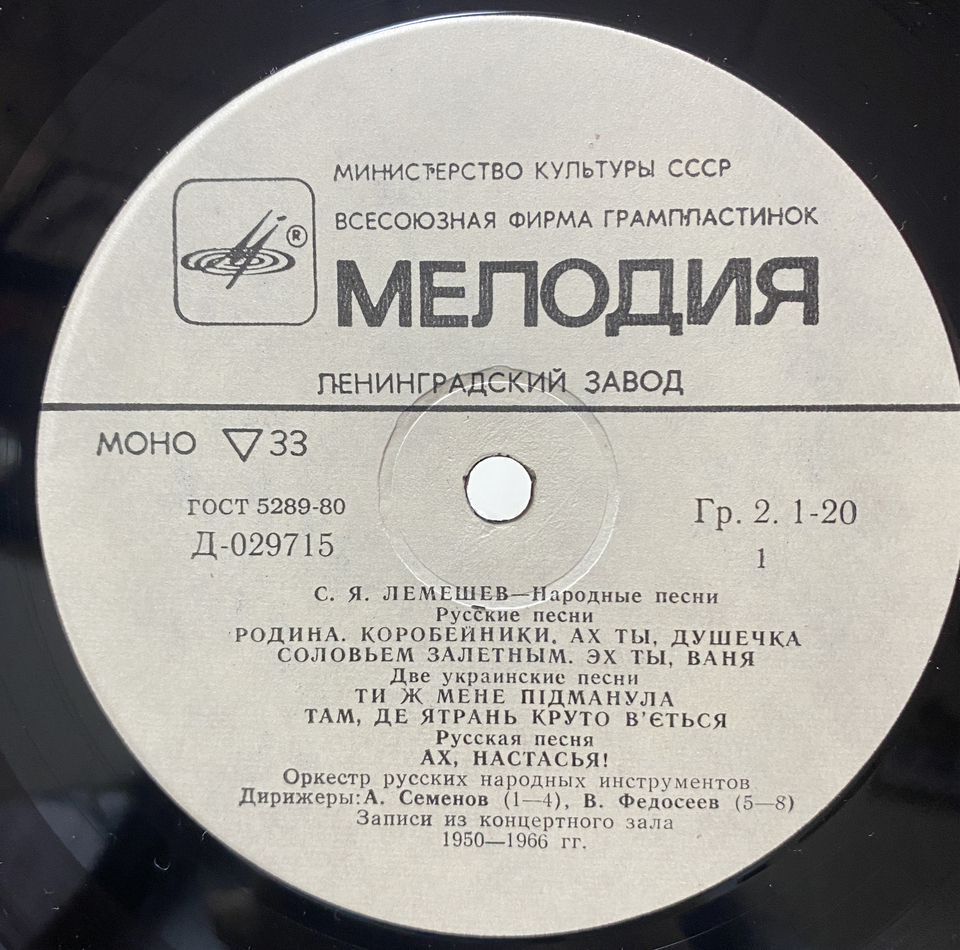 МИНИСТЕРСТВО КУЛЬТУРЫ СССР
ВСЕСОЮЗНАЯ ФИРМА ГРАМПЛАСТИНОК
®
МЕЛОДИЯ
ЛЕНИНГРАДСКИЙ ЗАВОД
МОНО ▽ 33
ГОСТ 5289-80
Гр. 2. 1-20
Д-029715
1
С. Я. ЛЕМЕШЕВ—Народные песни
Русские песни
РОДИНА. КОРОБЕЙНИКИ. АХ ТЫ, ДУШЕЧКА
СОЛОВЬЕМ ЗАЛЕТНЫМ. ЭХ ТЫ, ВАНЯ
Две украинские песни
ТИ Ж МЕНЕ ПІДМАНУЛА
ТАМ, ДЕ ЯТРАНЬ КРУТО В'ЄТЬСЯ
Русская песня
АХ, НАСТАСЬЯ!
Оркестр русских народных инструментов
Дирижеры: А. Семенов (1—4), В. Федосеев (5—8)
Записи из концертного зала
1950—1966 гг.